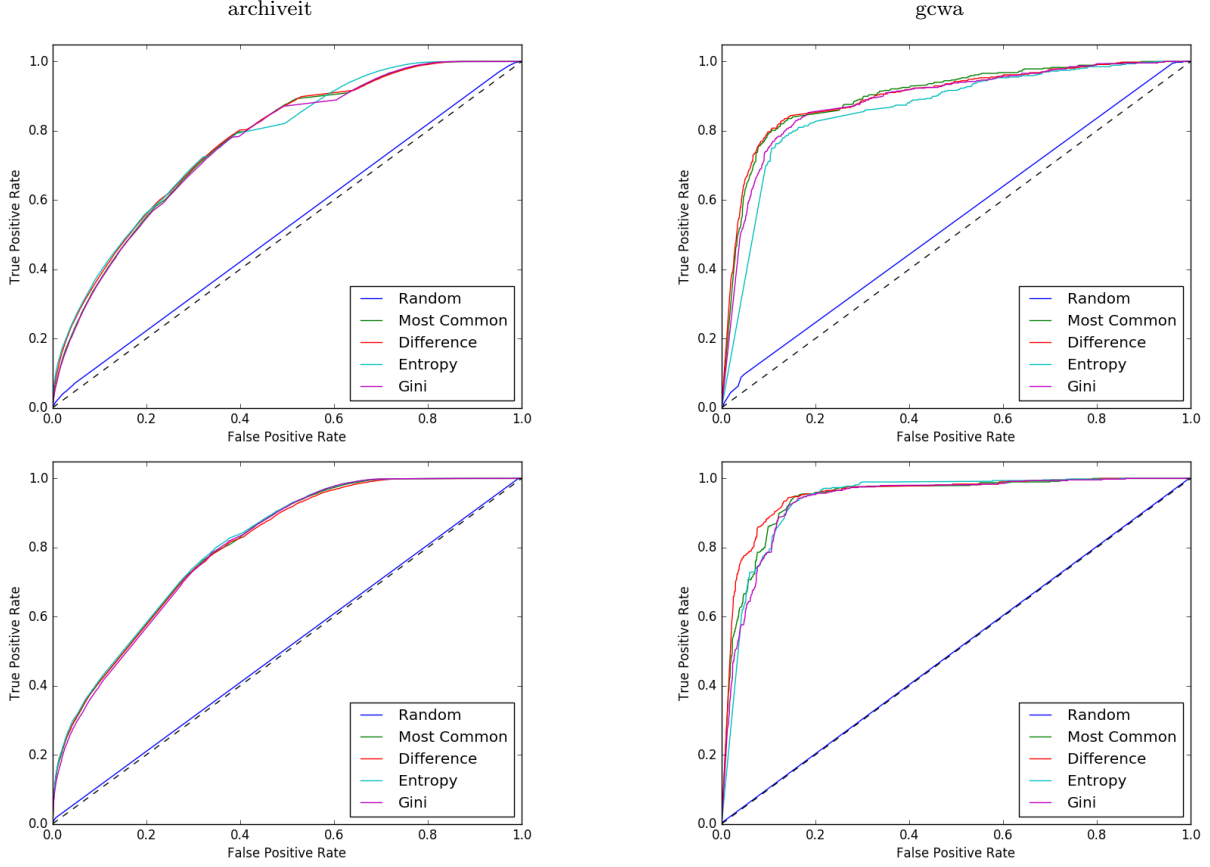 archiveit
gcwa
1.0
0.8
0.6
0.4
0.2
0.0
True Positive Rate
0.0 0.2 0.4 0.6 0.8 1.0
False Positive Rate
Random
Most Common
Difference
Entropy
Gini
1.0
0.8
0.6
0.4
0.2
0.0
True Positive Rate
0.0 0.2 0.4 0.6 0.8 1.0
False Positive Rate
Random
Most Common
Difference
Entropy
Gini
1.0
0.8
0.6
0.4
0.2
0.0
True Positive Rate
0.0 0.2 0.4 0.6 0.8 1.0
False Positive Rate
Random
Most Common
Difference
Entropy
Gini
1.0
0.8
0.6
0.4
0.2
0.0
True Positive Rate
0.0 0.2 0.4 0.6 0.8 1.0
False Positive Rate
Random
Most Common
Difference
Entropy
Gini